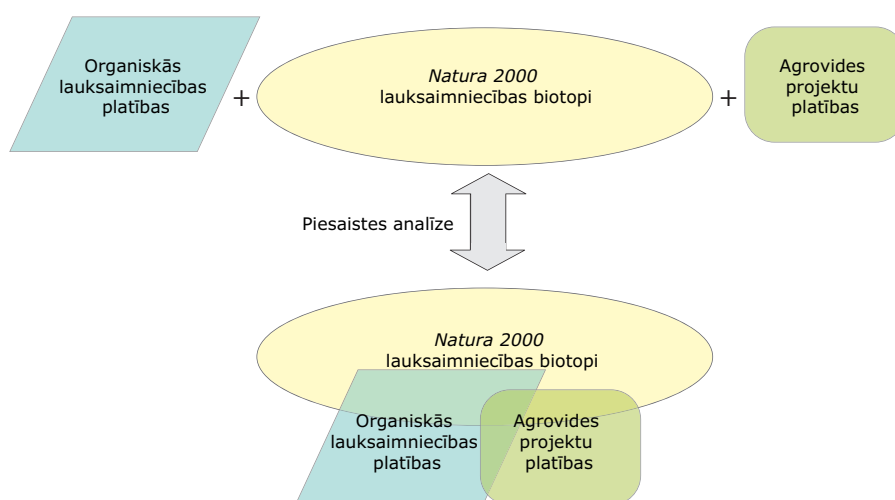 Organiskās
lauksaimniecības
platības
+
Natura 2000
lauksaimniecības biotopi
+
Agrovides
projektu
platības
Piesaistes analīze
Natura 2000
lauksaimniecības biotopi
Organiskās
lauksaimniecības
platības
Agrovides
projektu
platības